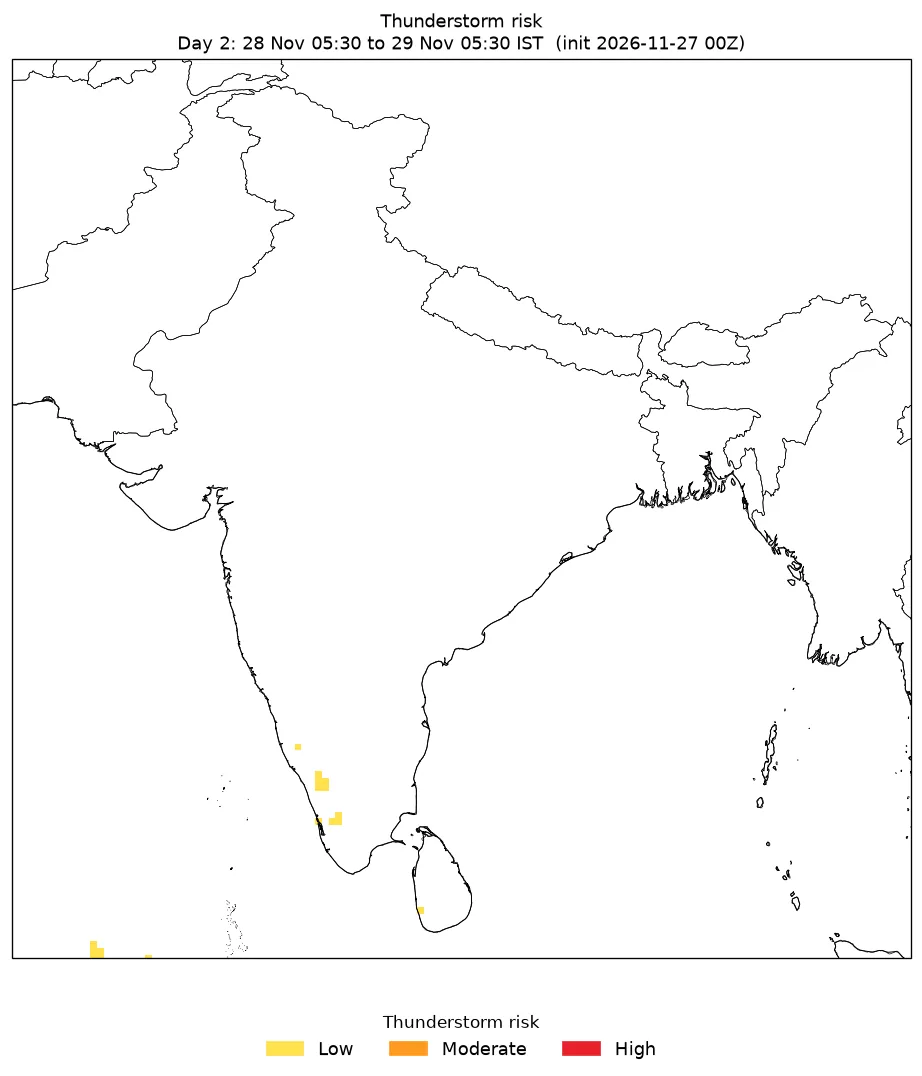 Thunderstorm risk
Day 2: 28 Nov 05:30 to 29 Nov 05:30 IST  (init 2026-11-27 00Z)
Thunderstorm risk
Low
Moderate
High